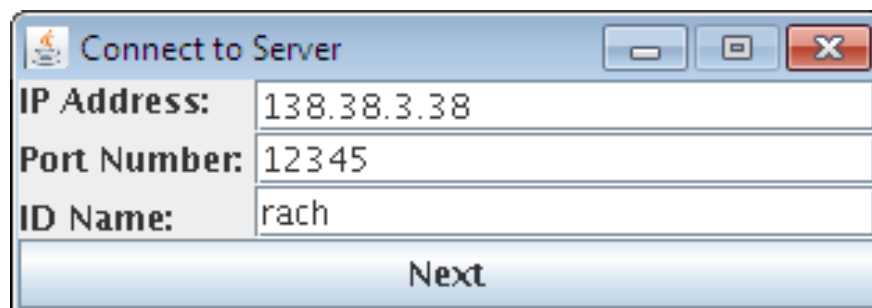 Connect to Server
IP Address: 138.38.3.38
Port Number: 12345
ID Name: rach
Next